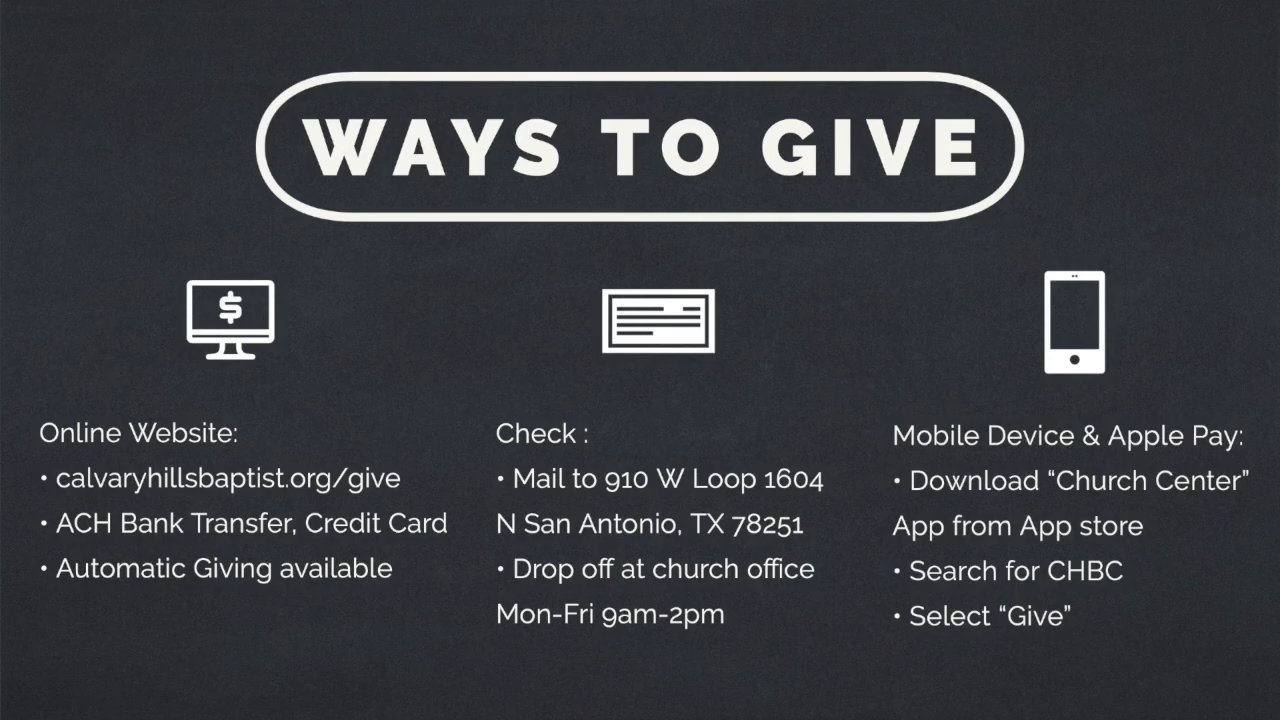 WAYS TO GIVE
$
Online Website:
• calvaryhillsbaptist.org/give
• ACH Bank Transfer, Credit Card
• Automatic Giving available
Check :
• Mail to 910 W Loop 1604
N San Antonio, TX 78251
• Drop off at church office
Mon-Fri 9am-2pm
Mobile Device & Apple Pay:
• Download “Church Center”
App from App store
• Search for CHBC
• Select “Give”